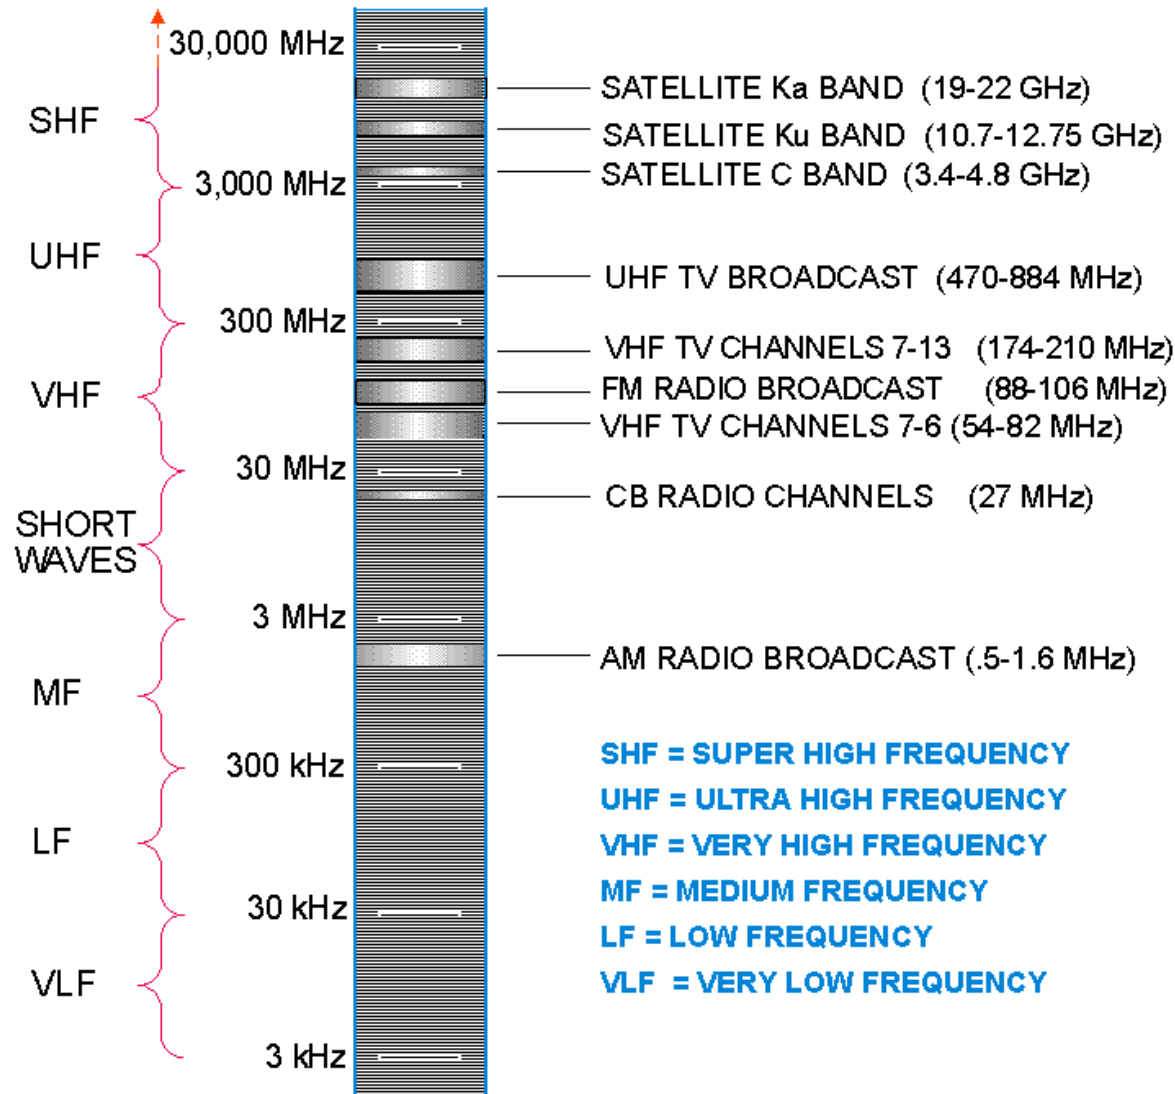 30,000 MHz
SATELLITE Ka BAND (19-22 GHz)
SHF
SATELLITE Ku BAND (10.7-12.75 GHz)
SATELLITE C BAND (3.4-4.8 GHz)
3,000 MHz
UHF
UHF TV BROADCAST (470-884 MHz)
300 MHz
VHF TV CHANNELS 7-13 (174-210 MHz)
VHF
FM RADIO BROADCAST (88-106 MHz)
VHF TV CHANNELS 7-6 (54-82 MHz)
30 MHz
CB RADIO CHANNELS (27 MHz)
SHORT
WAVES
3 MHz
AM RADIO BROADCAST (.5-1.6 MHz)
MF
300 kHz
LF
30 kHz
VLF
3 kHz
SHF = SUPER HIGH FREQUENCY
UHF = ULTRA HIGH FREQUENCY
VHF = VERY HIGH FREQUENCY
MF = MEDIUM FREQUENCY
LF = LOW FREQUENCY
VLF = VERY LOW FREQUENCY